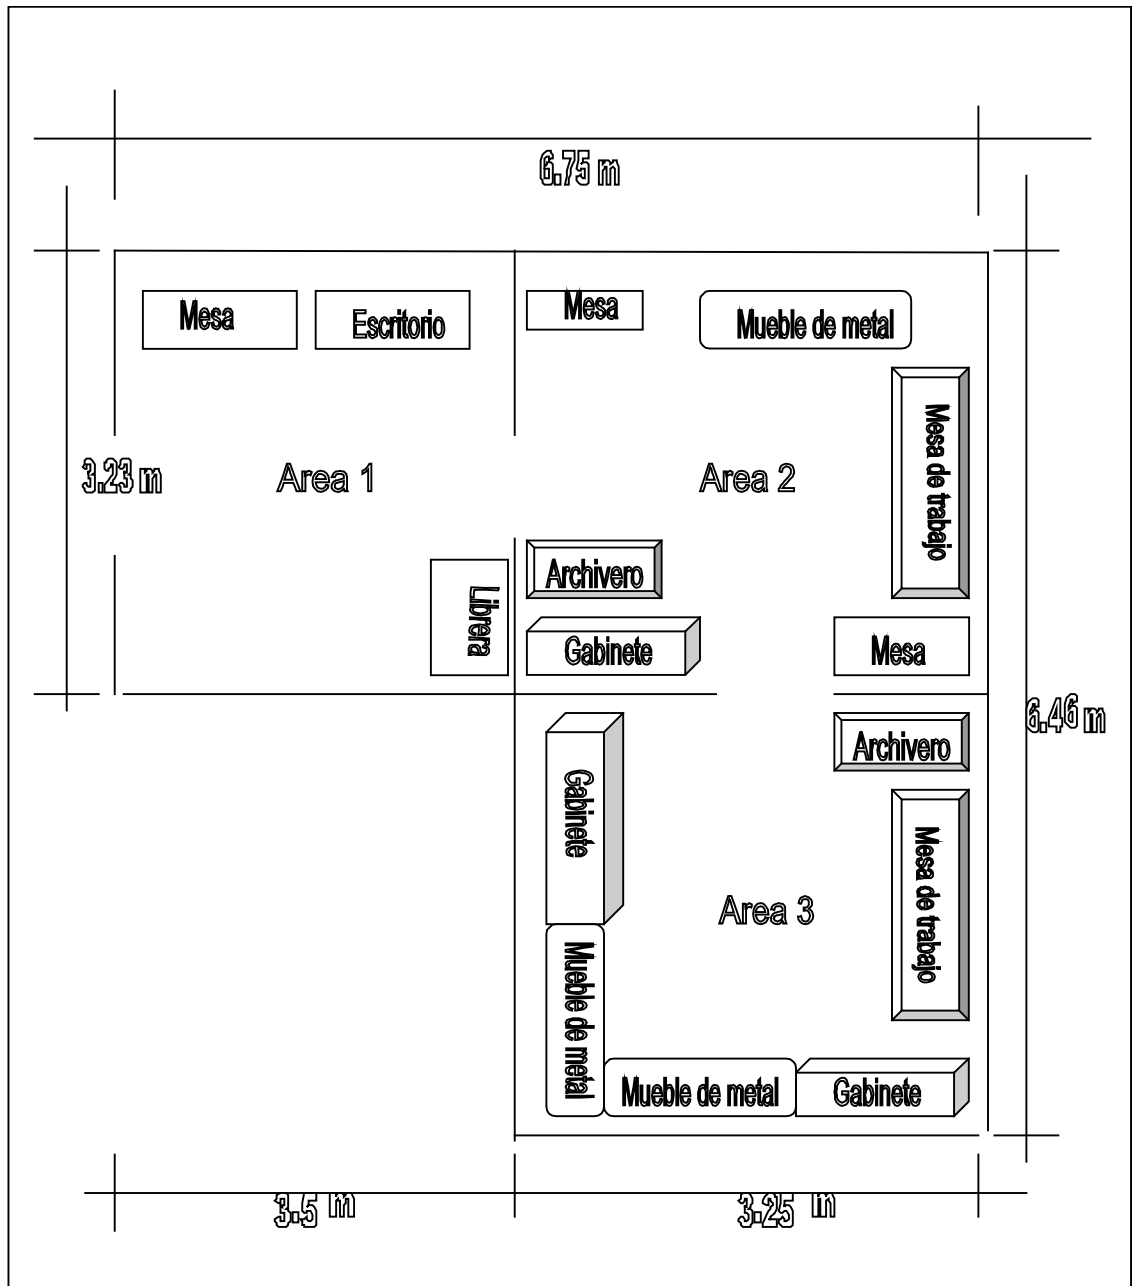 6.75 m
Mesa
Escritorio
Mesa
Mueble de metal
Mesa de trabajo
3.23 m
Area 1
Area 2
Archivero
Librera
Gabinete
Mesa
6.46 m
Archivero
Gabinete
Mesa de trabajo
Area 3
Mueble de metal
Mueble de metal
Gabinete
3.5 m
3.25 m